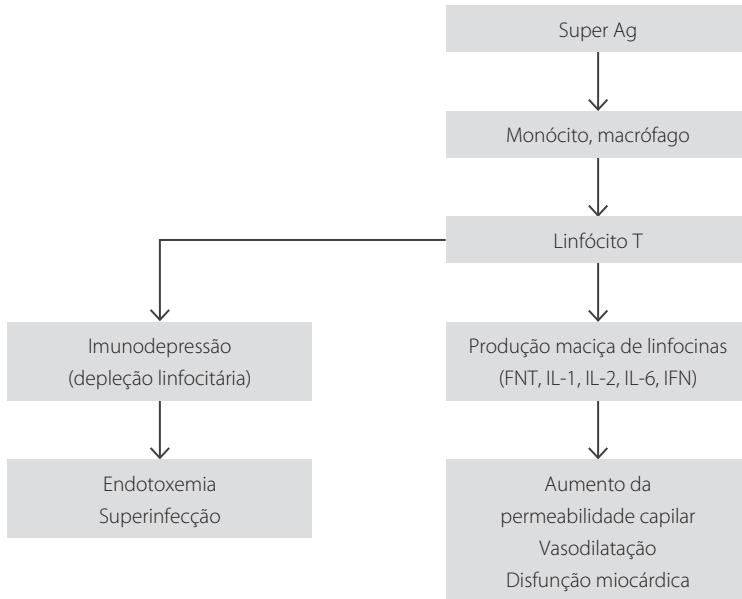 Super Ag
Monócito, macrófago
Linfócito T
Imunodepressão
(depleção linfocitária)
Produção maciça de linfocinas
(FNT, IL-1, IL-2, IL-6, IFN)
Endotoxemia
Superinfecção
Aumento da
permeabilidade capilar
Vasodilatação
Disfunção miocárdica